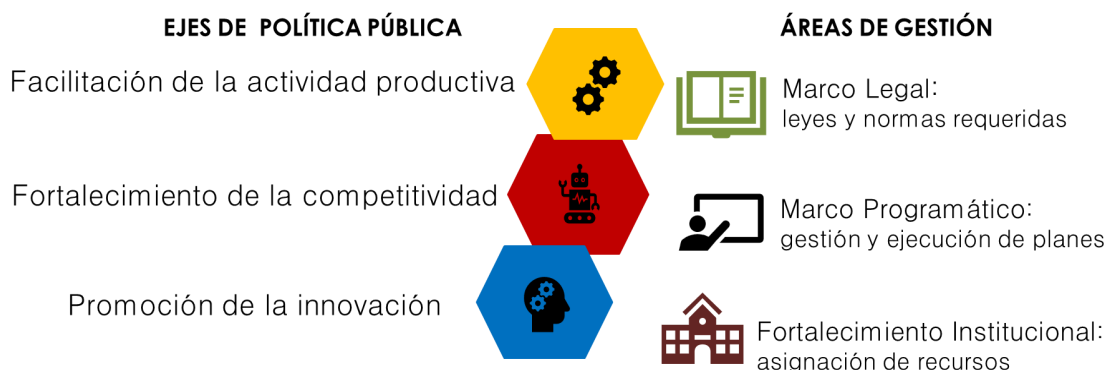 EJES DE POLÍTICA PÚBLICA
Facilitación de la actividad productiva
Fortalecimiento de la competitividad
Promoción de la innovación
ÁREAS DE GESTIÓN
Marco Legal:
leyes y normas requeridas
Marco Programático:
gestión y ejecución de planes
Fortalecimiento Institucional:
asignación de recursos